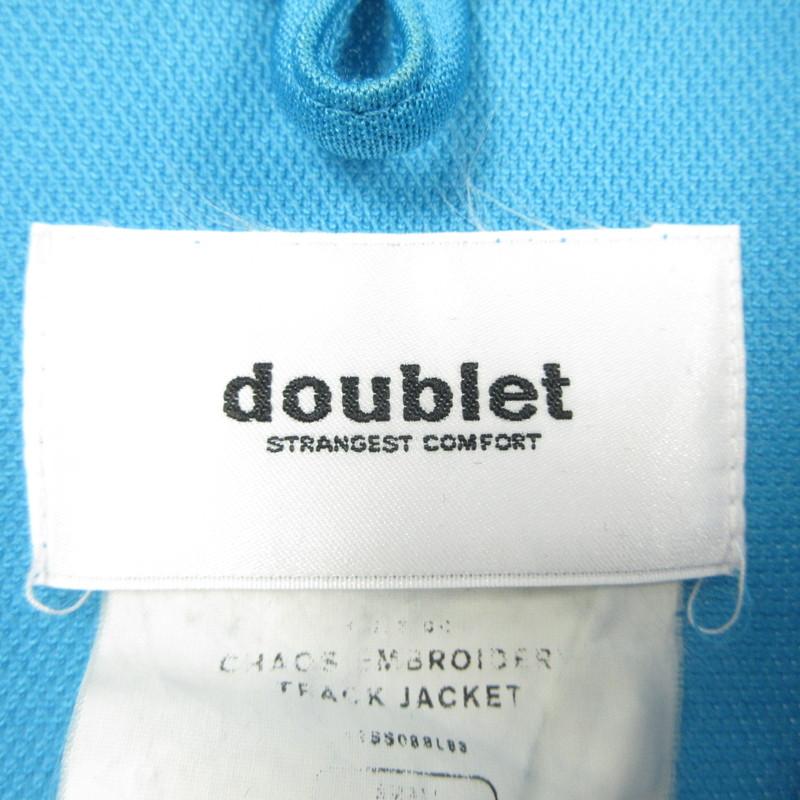 doublet
STRANGEST COMFORT
CHAOS EMBROIDERY
TRACK JACKET